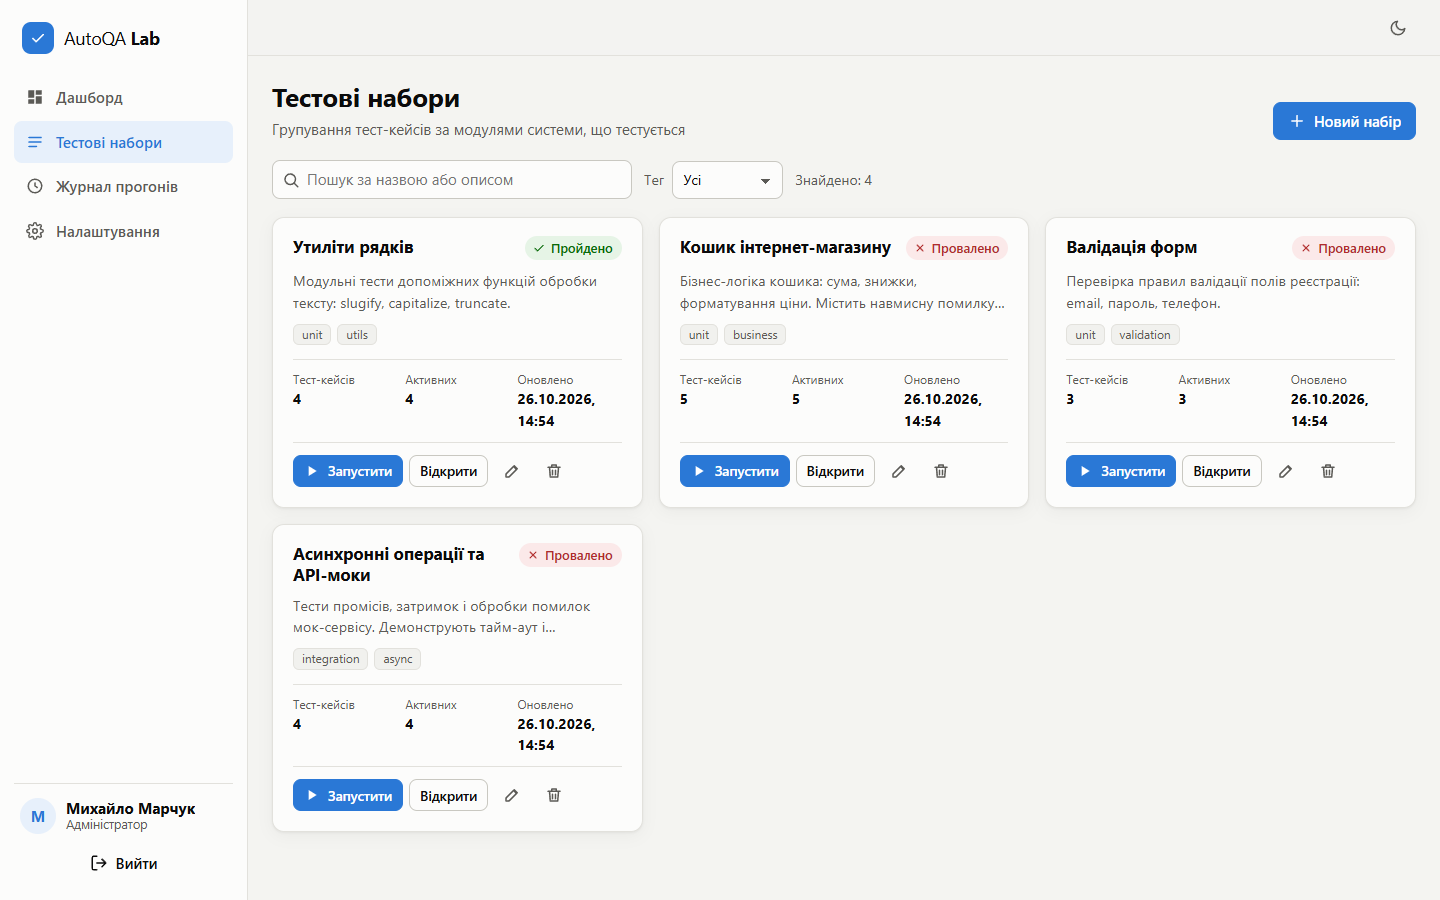 AutoQA Lab
Дашборд
Тестові набори
Журнал прогонів
Налаштування
Михайло Марчук
М
Адміністратор
Вийти
Тестові набори
Групування тест-кейсів за модулями системи, що тестується
Новий набір
Пошук за назвою або описом
Тег
Усі
Знайдено: 4
Утиліти рядків
Пройдено
Модульні тести допоміжних функцій обробки
тексту: slugify, capitalize, truncate.
unit utils
Тест-кейсів Активних Оновлено
4 4 26.10.2026,
14:54
Запустити Відкрити
Кошик інтернет-магазину
Провалено
Бізнес-логіка кошика: сума, знижки,
форматування ціни. Містить навмисну помилку...
unit business
Тест-кейсів Активних Оновлено
5 5 26.10.2026,
14:54
Запустити Відкрити
Валідація форм
Провалено
Перевірка правил валідації полів реєстрації:
email, пароль, телефон.
unit validation
Тест-кейсів Активних Оновлено
3 3 26.10.2026,
14:54
Запустити Відкрити
Асинхронні операції та
API-моки
Провалено
Тести промісів, затримок і обробки помилок
мок-сервісу. Демонструють тайм-аут і...
integration async
Тест-кейсів Активних Оновлено
4 4 26.10.2026,
14:54
Запустити Відкрити